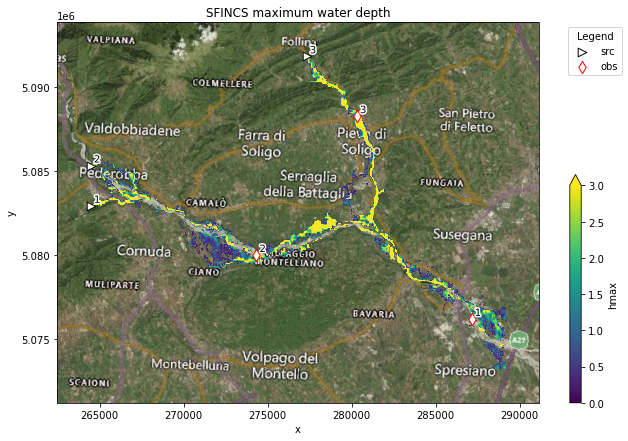 SFINCS maximum water depth
1e6
Legend
src
obs
VALPIANA
Follina
3
COLMELLERE
5.090
3
San Pietro
di Feletto
Valdobbiadene
Farra di
Soligo
Pieve di
Soligo
2
Pederobba
5.085
Sernaglia
della Battaglia
FUNGAIA
1
CAMALÒ
Susegana
Cornuda
2
5.080
MONTELLIANO
CIANO
MULIPARTE
BAVARIA
1
A27
5.075
Volpago del
Montello
Montebelluna
Spresiano
SCAIONI
265000 270000 275000 280000 285000 290000
x
y
3.0
2.5
2.0
1.5
1.0
0.5
0.0
hmax